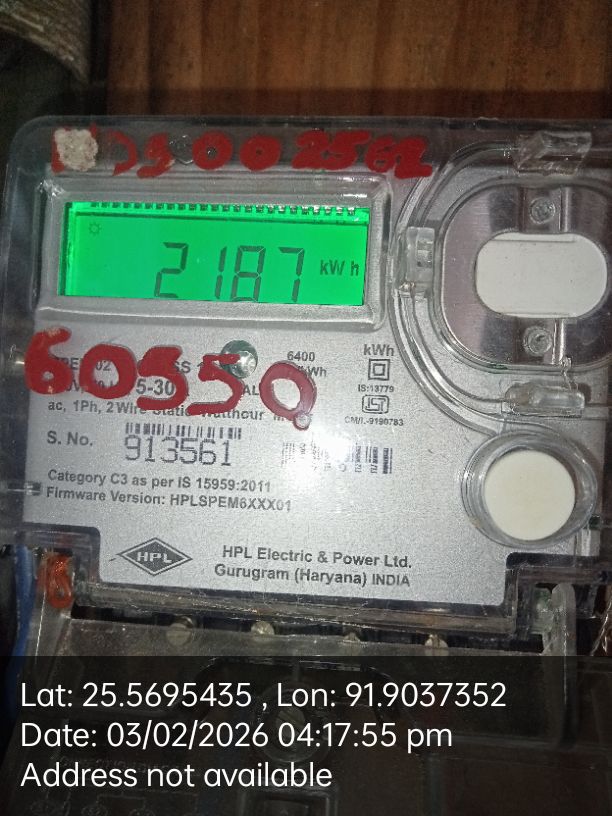 2187 kWh
60550
6400
kWh
5-30
IS:13779
ac, 1Ph, 2 Wire Static Watthour
CM/L-9190783
S. No.
913561
Category C3 as per IS 15959:2011
Firmware Version: HPLSPEM6XXX01
HPL
HPL Electric & Power Ltd.
Gurugram (Haryana) INDIA
Lat: 25.5695435 , Lon: 91.9037352
Date: 03/02/2026 04:17:55 pm
Address not available